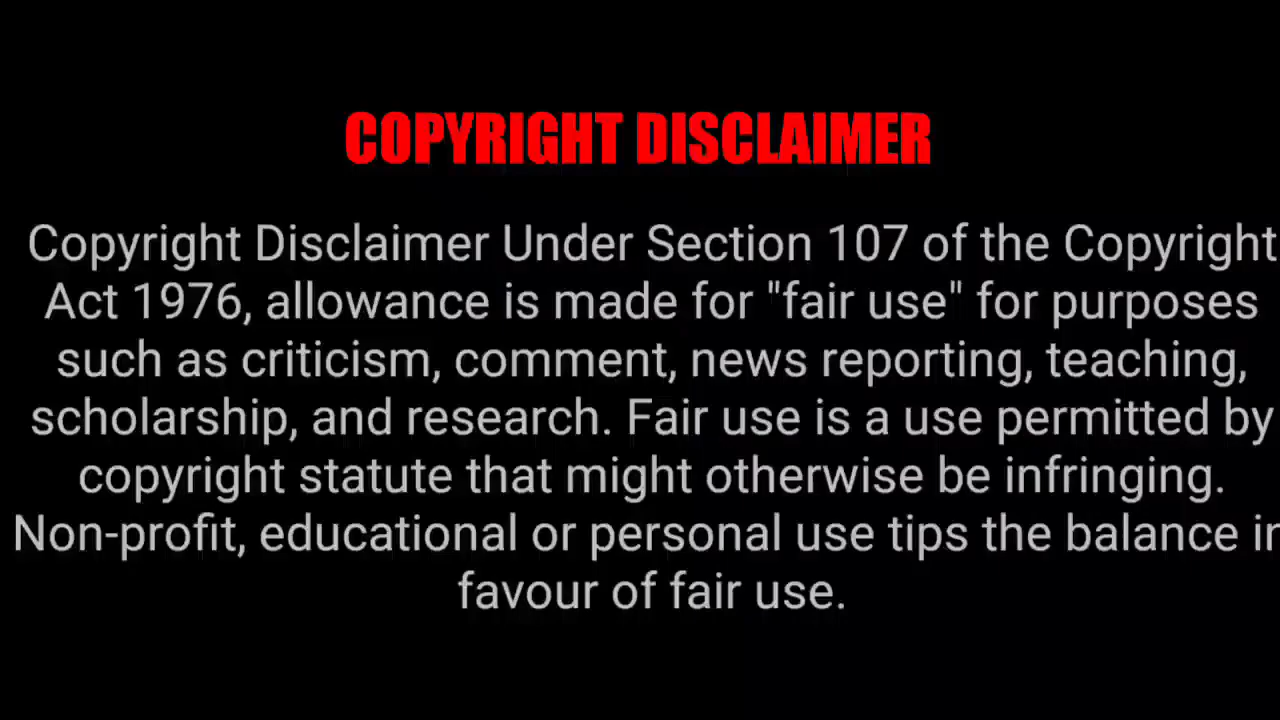 COPYRIGHT DISCLAIMER
Copyright Disclaimer Under Section 107 of the Copyright
Act 1976, allowance is made for "fair use" for purposes
such as criticism, comment, news reporting, teaching,
scholarship, and research. Fair use is a use permitted by
copyright statute that might otherwise be infringing.
Non-profit, educational or personal use tips the balance in
favour of fair use.